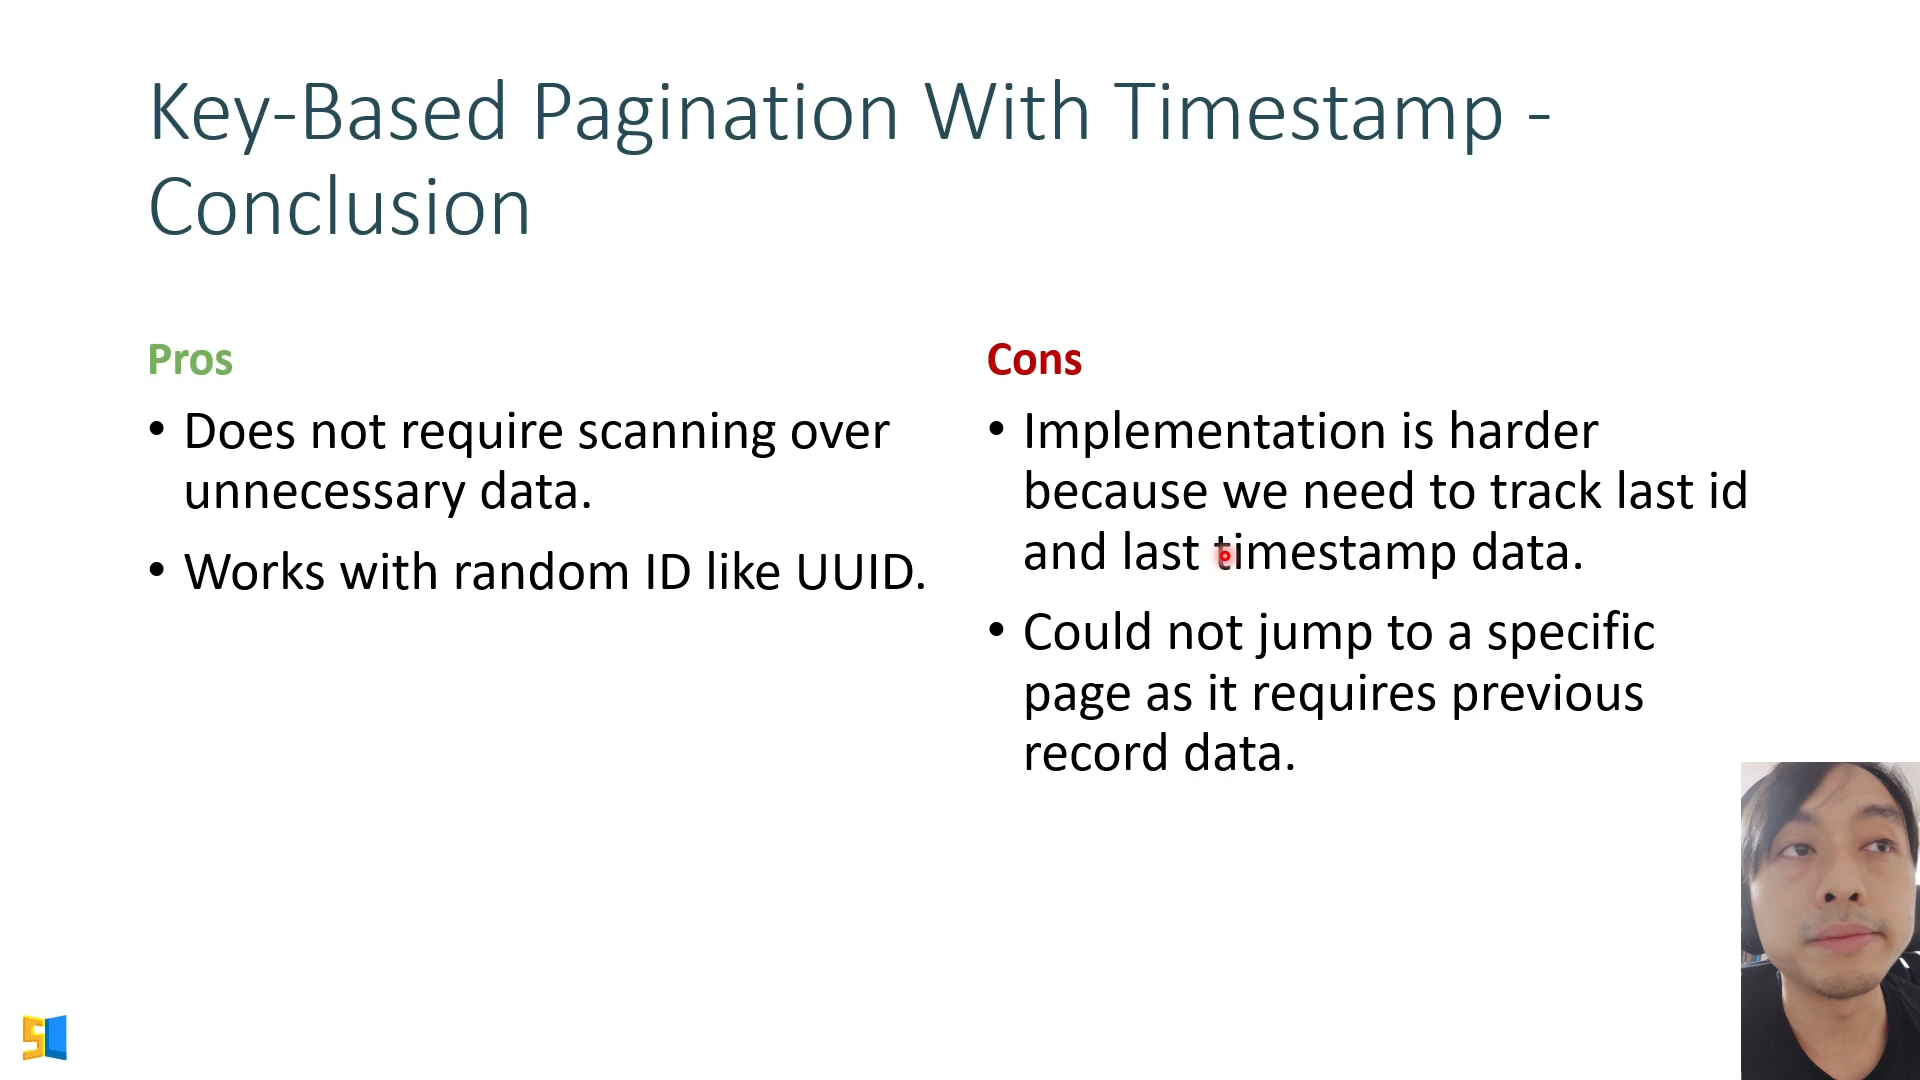 Key-Based Pagination With Timestamp -
Conclusion
Pros
• Does not require scanning over
unnecessary data.
• Works with random ID like UUID.
Cons
• Implementation is harder
because we need to track last id
and last timestamp data.
• Could not jump to a specific
page as it requires previous
record data.